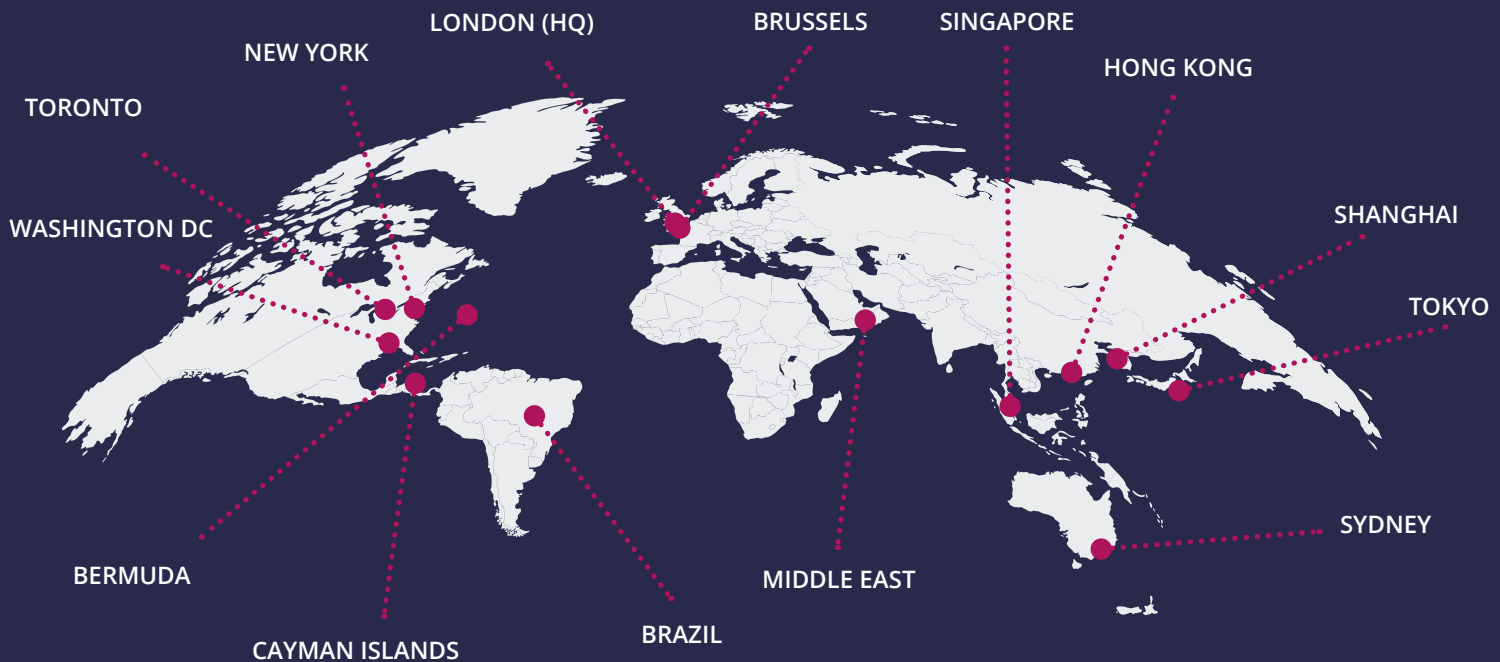 LONDON (HQ)
BRUSSELS
SINGAPORE
NEW YORK
HONG KONG
TORONTO
WASHINGTON DC
SHANGHAI
TOKYO
SYDNEY
BERMUDA
MIDDLE EAST
BRAZIL
CAYMAN ISLANDS